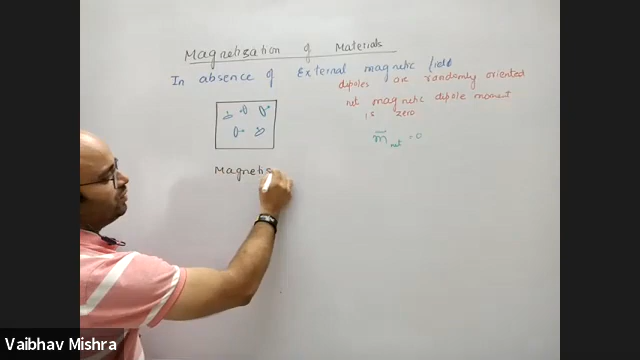 Magnetization of Materials
In absence of External magnetic field
dipoles are randomly oriented
net magnetic dipole moment
is zero
m net = 0
Magnetis
Vaibhav Mishra